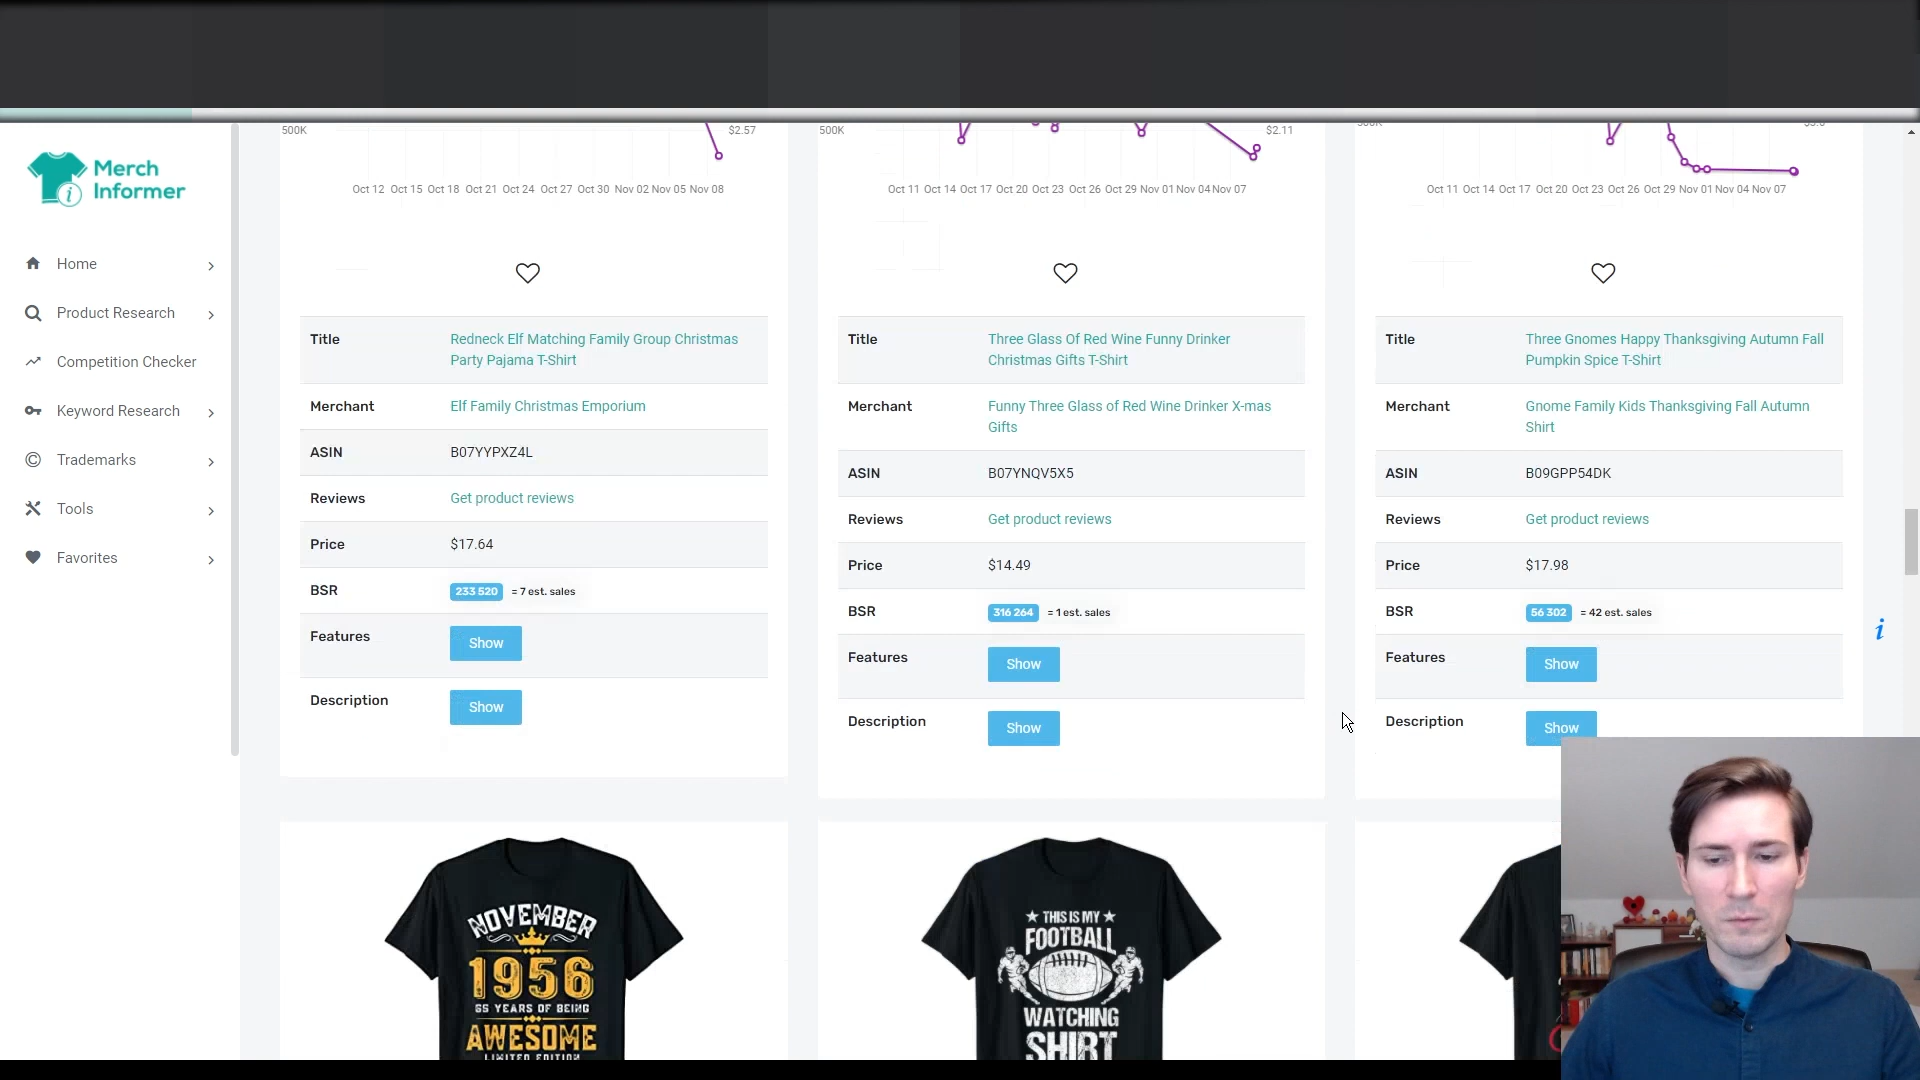 500K
$2.57
500K
$2.11
Oct 12 Oct 15 Oct 18 Oct 21 Oct 24 Oct 27 Oct 30 Nov 02 Nov 05 Nov 08
Oct 11 Oct 14 Oct 17 Oct 20 Oct 23 Oct 26 Oct 29 Nov 01 Nov 04 Nov 07
Oct 11 Oct 14 Oct 17 Oct 20 Oct 23 Oct 26 Oct 29 Nov 01 Nov 04 Nov 07
Merch
Informer
Home
Product Research
Competition Checker
Keyword Research
Trademarks
Tools
Favorites
Title
Redneck Elf Matching Family Group Christmas
Party Pajama T-Shirt
Merchant
Elf Family Christmas Emporium
ASIN
B07YYPXZ4L
Reviews
Get product reviews
Price
$17.64
BSR
233 520 = 7 est. sales
Features
Show
Description
Show
Title
Three Glass Of Red Wine Funny Drinker
Christmas Gifts T-Shirt
Merchant
Funny Three Glass of Red Wine Drinker X-mas
Gifts
ASIN
B07YNQV5X5
Reviews
Get product reviews
Price
$14.49
BSR
316 264 = 1 est. sales
Features
Show
Description
Show
Title
Three Gnomes Happy Thanksgiving Autumn Fall
Pumpkin Spice T-Shirt
Merchant
Gnome Family Kids Thanksgiving Fall Autumn
Shirt
ASIN
B09GPP54DK
Reviews
Get product reviews
Price
$17.98
BSR
56 302 = 42 est. sales
Features
Show
Description
Show
i
NOVEMBER
1956
65 YEARS OF BEING
AWESOME
LIMITED EDITION
THIS IS MY
FOOTBALL
WATCHING
SHIRT